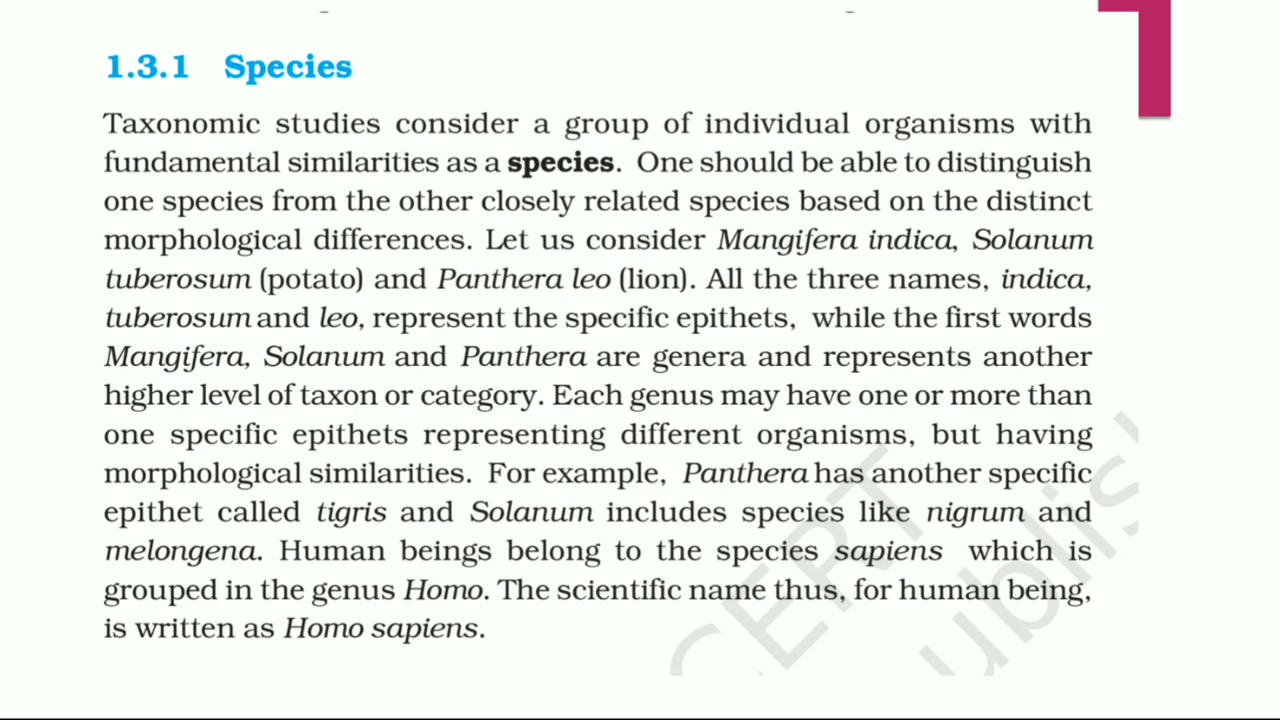 1.3.1 Species
Taxonomic studies consider a group of individual organisms with
fundamental similarities as a species. One should be able to distinguish
one species from the other closely related species based on the distinct
morphological differences. Let us consider Mangifera indica, Solanum
tuberosum (potato) and Panthera leo (lion). All the three names, indica,
tuberosum and leo, represent the specific epithets, while the first words
Mangifera, Solanum and Panthera are genera and represents another
higher level of taxon or category. Each genus may have one or more than
one specific epithets representing different organisms, but having
morphological similarities. For example, Panthera has another specific
epithet called tigris and Solanum includes species like nigrum and
melongena. Human beings belong to the species sapiens which is
grouped in the genus Homo. The scientific name thus, for human being,
is written as Homo sapiens.